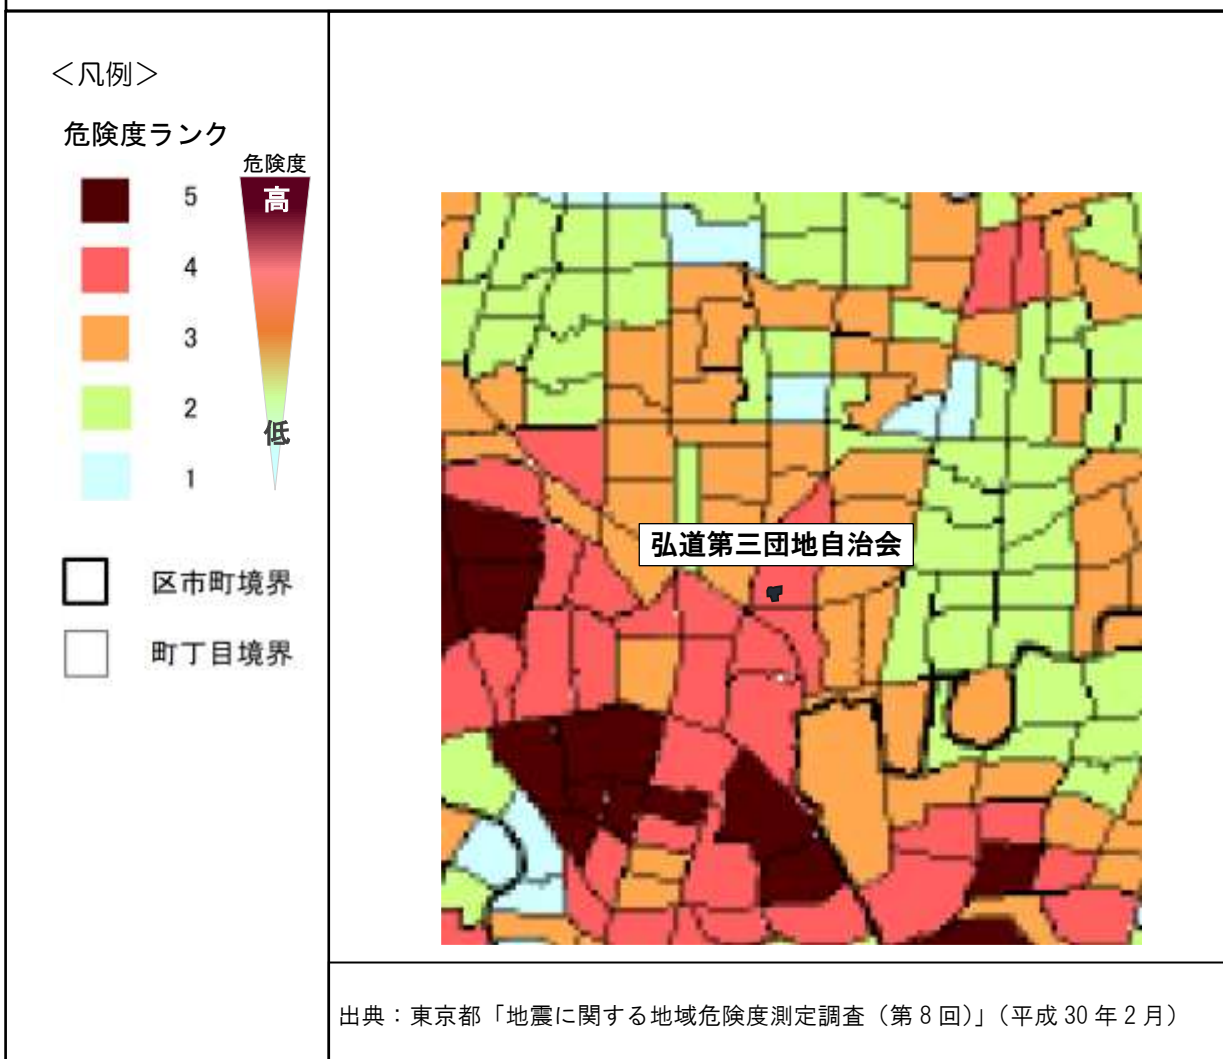 ＜凡例＞
危険度ランク
危険度
高
5
4
3
2
低
1
区市町境界
町丁目境界
弘道第三団地自治会
出典：東京都「地震に関する地域危険度測定調査（第８回）」（平成 30 年２月）